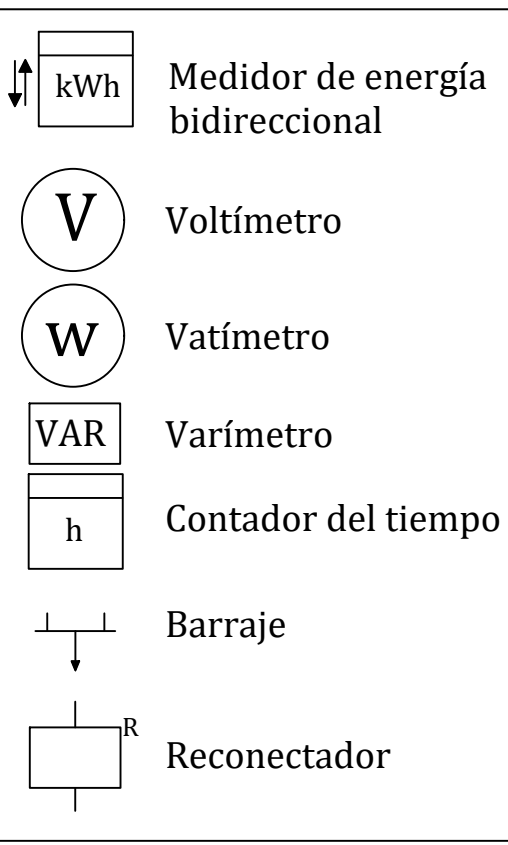 kWh
Medidor de energía
bidireccional
V
Voltímetro
w
Vatímetro
VAR
Varímetro
h
Contador del tiempo
Barraje
R
Reconectador